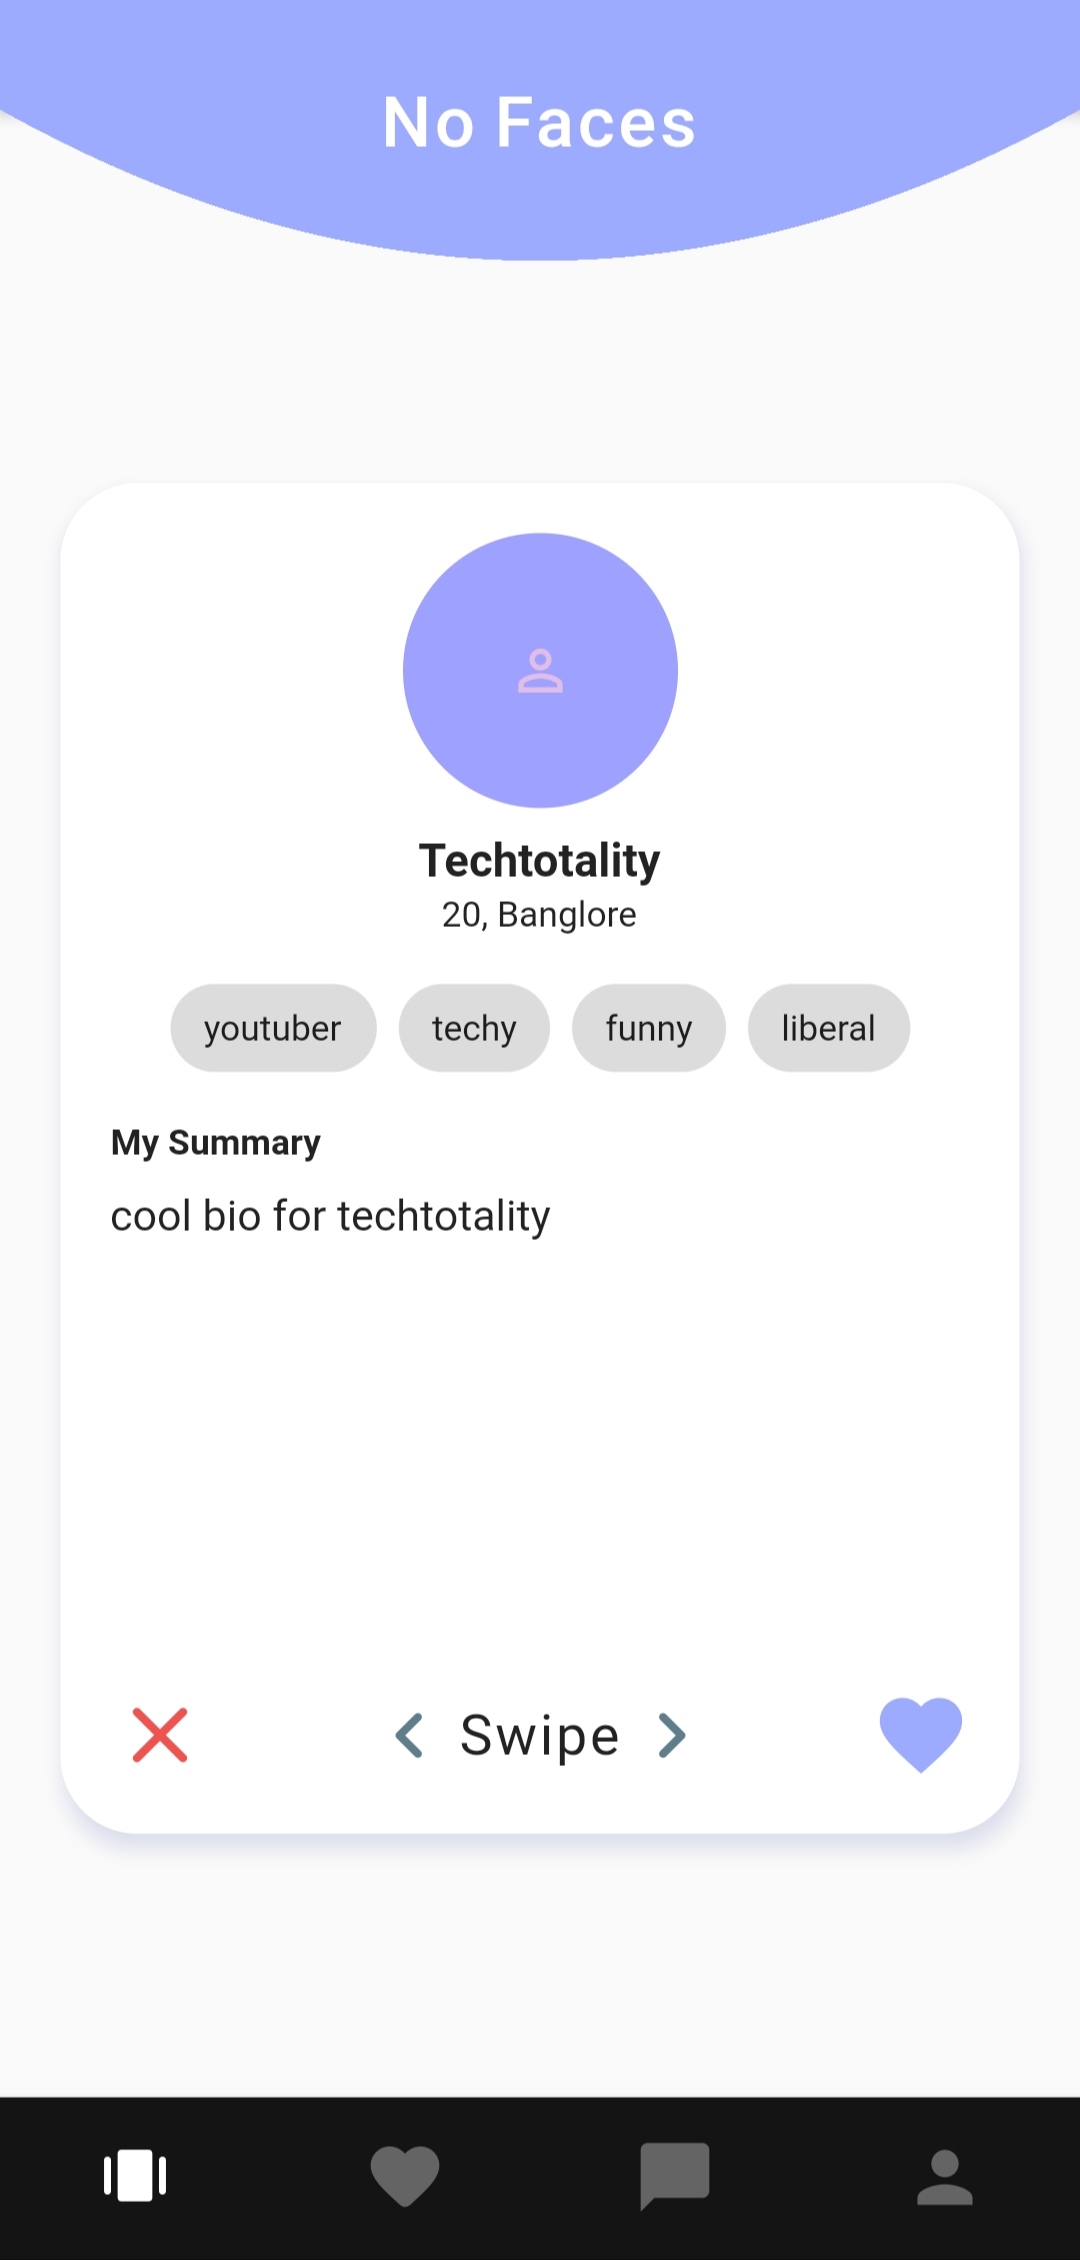 No Faces
Techtotality
20, Banglore
youtuber techy funny liberal
My Summary
cool bio for techtotality
Swipe